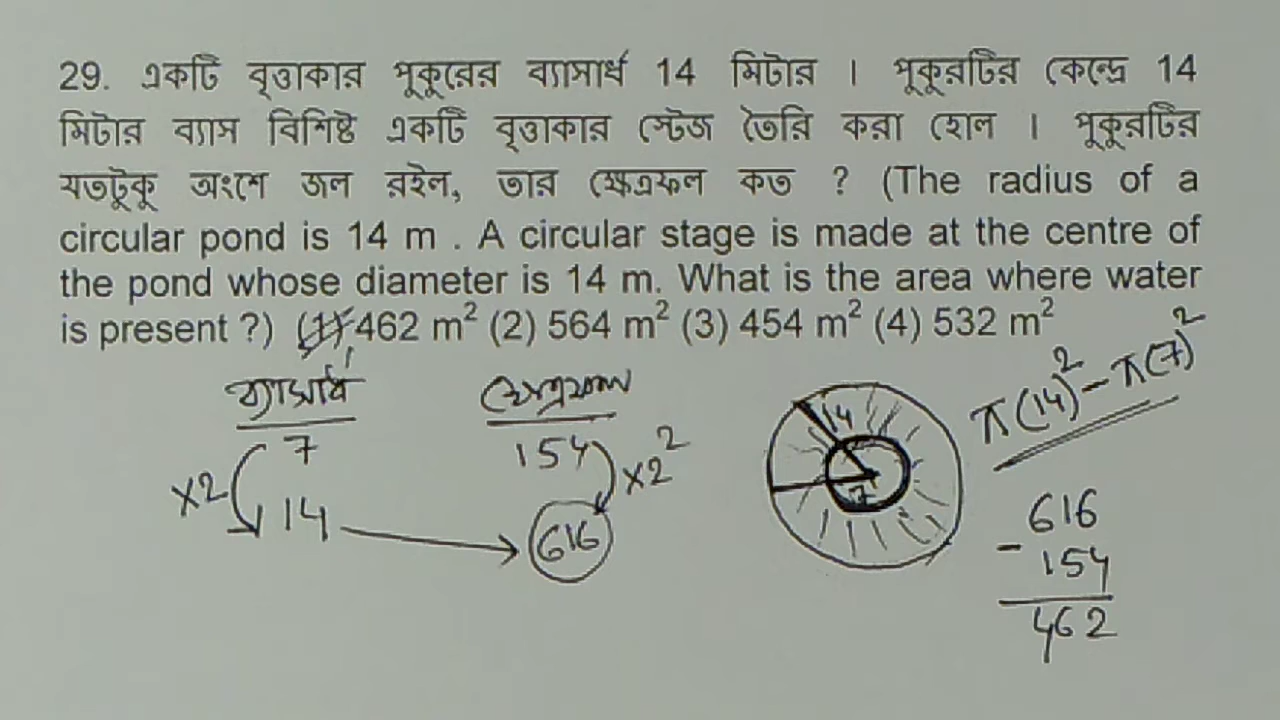 29. একটি বৃত্তাকার পুকুরের ব্যাসার্ধ 14 মিটার । পুকুরটির কেন্দ্রে 14
মিটার ব্যাস বিশিষ্ট একটি বৃত্তাকার স্টেজ তৈরি করা হোল । পুকুরটির
যতটুকু অংশে জল রইল, তার ক্ষেত্রফল কত ? (The radius of a
circular pond is 14 m . A circular stage is made at the centre of
the pond whose diameter is 14 m. What is the area where water
is present ?) (1) 462 m² (2) 564 m² (3) 454 m² (4) 532 m²
ব্যাসার্ধ ক্ষেত্রফল
7 154
×2 ×2²
14 616
14
7
π(14)² − π(7)²
616
− 154
462